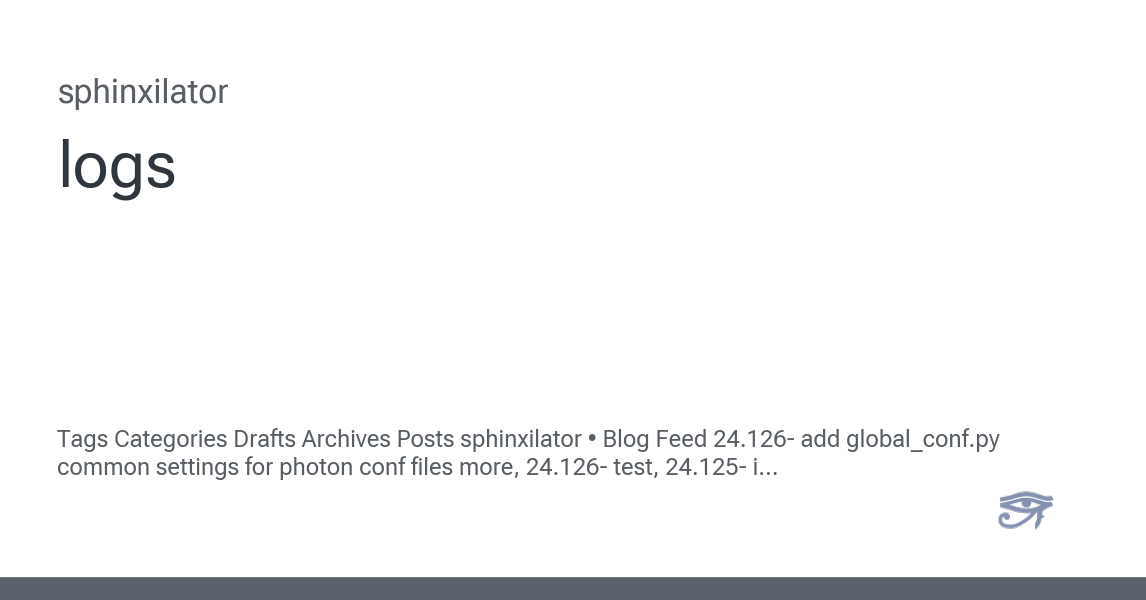 sphinxilator
logs
Tags Categories Drafts Archives Posts sphinxilator • Blog Feed 24.126- add global_conf.py
common settings for photon conf files more, 24.126- test, 24.125- i...